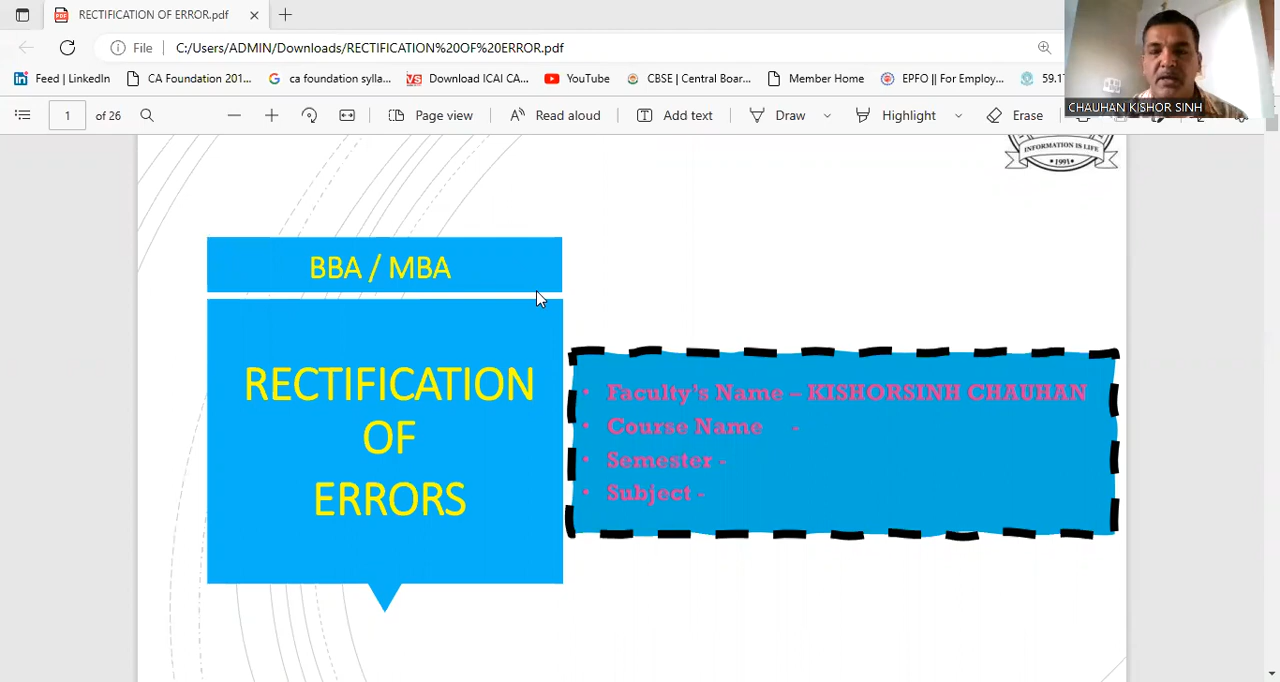 RECTIFICATION OF ERROR.pdf
File
C:/Users/ADMIN/Downloads/RECTIFICATION%20OF%20ERROR.pdf
Feed | LinkedIn
CA Foundation 201...
ca foundation sylla...
Download ICAI CA...
YouTube
CBSE | Central Boar...
Member Home
EPFO || For Employ...
59.1
CHAUHAN KISHOR SINH
1 of 26
Page view
Read aloud
Add text
Draw
Highlight
Erase
INFORMATION IS LIFE
1991
BBA / MBA
RECTIFICATION
OF
ERRORS
• Faculty's Name – KISHORSINH CHAUHAN
• Course Name -
• Semester -
• Subject -